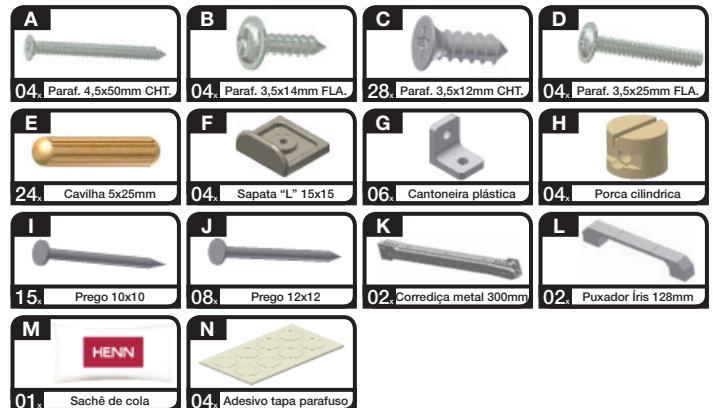 A
04x Paraf. 4,5x50mm CHT.
B
04x Paraf. 3,5x14mm FLA.
C
28x Paraf. 3,5x12mm CHT.
D
04x Paraf. 3,5x25mm FLA.
E
24x Cavilha 5x25mm
F
04x Sapata “L” 15x15
G
06x Cantoneira plástica
H
04x Porca cilindrica
I
15x Prego 10x10
J
08x Prego 12x12
K
02x Corrediça metal 300mm
L
02x Puxador Íris 128mm
M
HENN
01x Sachê de cola
N
04x Adesivo tapa parafuso